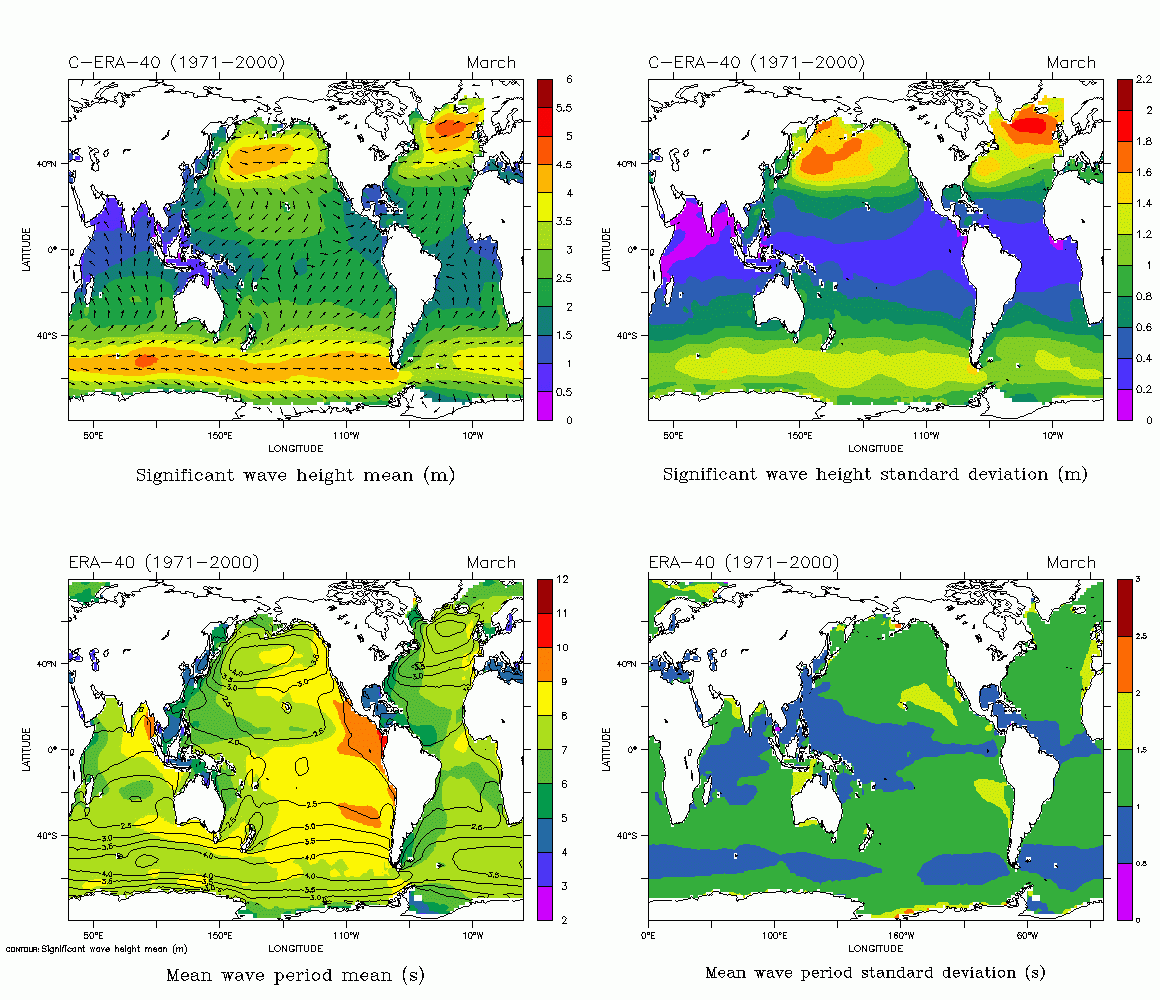 C-ERA-40 (1971-2000) March
6
5.5
5
4.5
4
3.5
3
2.5
2
1.5
1
0.5
0
LATITUDE
40°N
0°
40°S
50°E 150°E 110°W 10°W
LONGITUDE
Significant wave height mean (m)
C-ERA-40 (1971-2000) March
2.2
2
1.8
1.6
1.4
1.2
1
0.8
0.6
0.4
0.2
0
LATITUDE
40°N
0°
40°S
50°E 150°E 110°W 10°W
LONGITUDE
Significant wave height standard deviation (m)
ERA-40 (1971-2000) March
12
11
10
9
8
7
6
5
4
3
2
LATITUDE
40°N
0°
40°S
50°E 150°E 110°W 10°W
LONGITUDE
CONTOUR: Significant wave height mean (m)
Mean wave period mean (s)
ERA-40 (1971-2000) March
3
2.5
2
1.5
1
0.5
0
LATITUDE
40°N
0°
40°S
0°E 100°E 160°W 60°W
LONGITUDE
Mean wave period standard deviation (s)